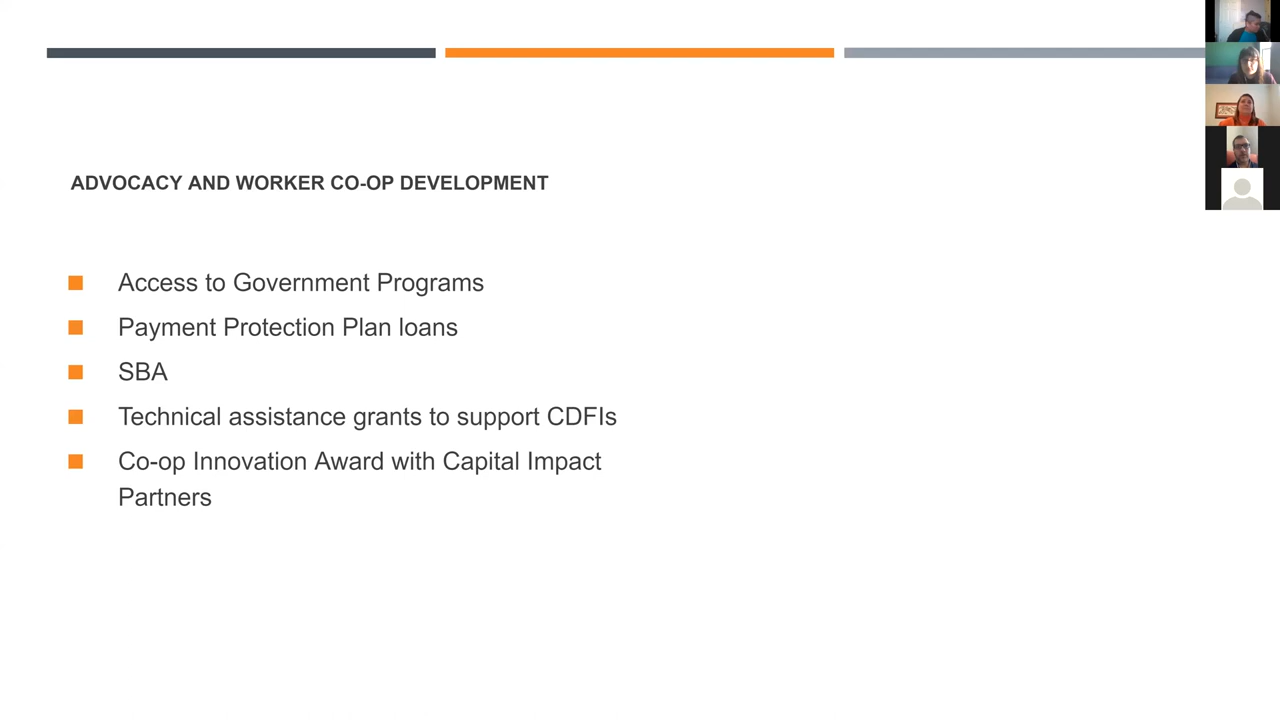 ADVOCACY AND WORKER CO-OP DEVELOPMENT
Access to Government Programs
Payment Protection Plan loans
SBA
Technical assistance grants to support CDFIs
Co-op Innovation Award with Capital Impact
Partners